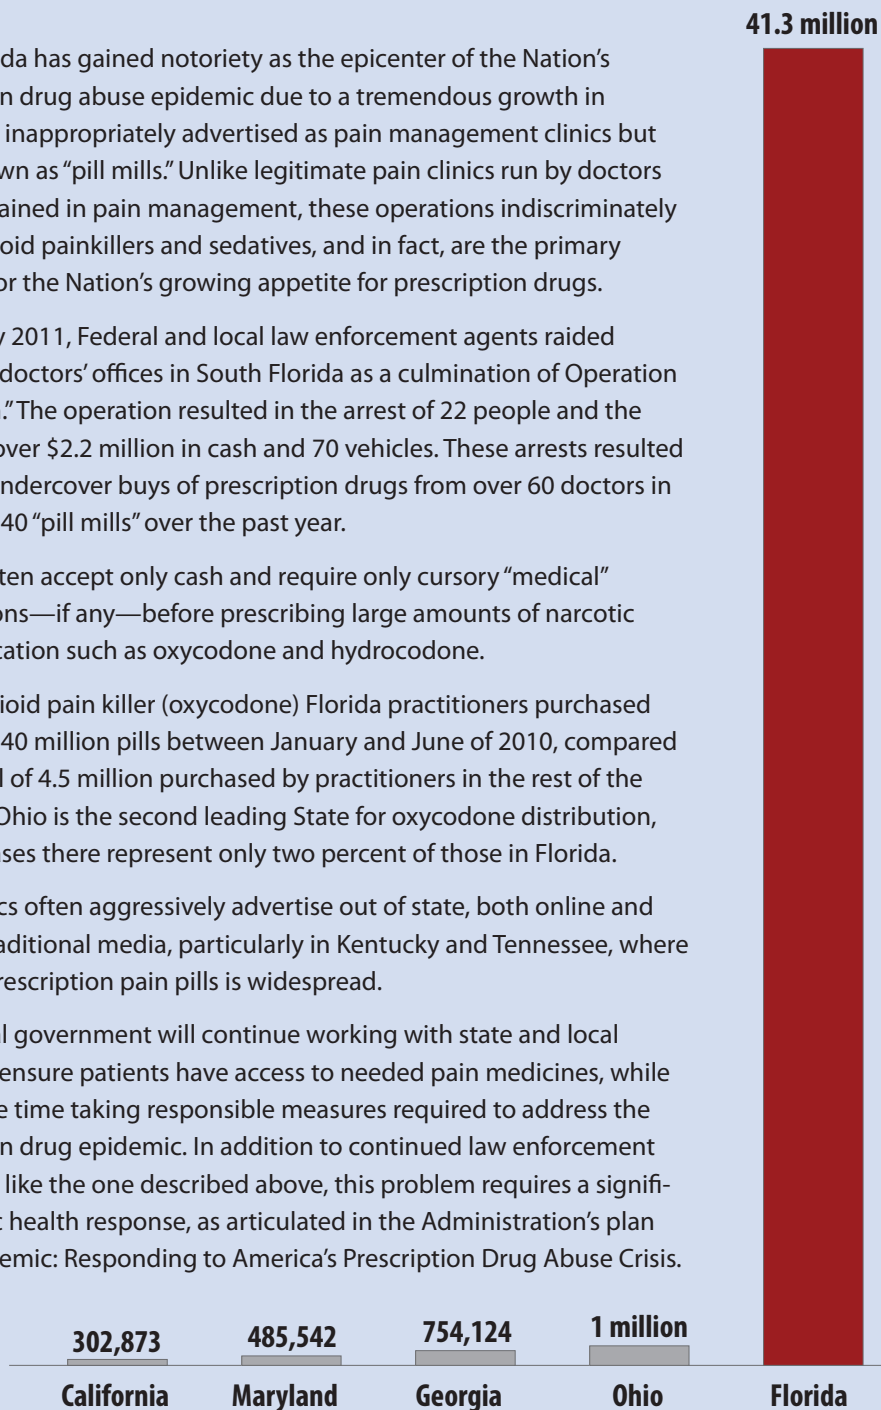 41.3 million
da has gained notoriety as the epicenter of the Nation’s
n drug abuse epidemic due to a tremendous growth in
inappropriately advertised as pain management clinics but
wn as “pill mills.” Unlike legitimate pain clinics run by doctors
ained in pain management, these operations indiscriminately
oid painkillers and sedatives, and in fact, are the primary
or the Nation’s growing appetite for prescription drugs.
y 2011, Federal and local law enforcement agents raided
doctors’ offices in South Florida as a culmination of Operation
.” The operation resulted in the arrest of 22 people and the
over $2.2 million in cash and 70 vehicles. These arrests resulted
ndercover buys of prescription drugs from over 60 doctors in
40 “pill mills” over the past year.
ten accept only cash and require only cursory “medical”
ons—if any—before prescribing large amounts of narcotic
cation such as oxycodone and hydrocodone.
ioid pain killer (oxycodone) Florida practitioners purchased
40 million pills between January and June of 2010, compared
l of 4.5 million purchased by practitioners in the rest of the
Ohio is the second leading State for oxycodone distribution,
ases there represent only two percent of those in Florida.
cs often aggressively advertise out of state, both online and
aditional media, particularly in Kentucky and Tennessee, where
rescription pain pills is widespread.
al government will continue working with state and local
ensure patients have access to needed pain medicines, while
e time taking responsible measures required to address the
n drug epidemic. In addition to continued law enforcement
like the one described above, this problem requires a signifi-
t health response, as articulated in the Administration’s plan
emic: Responding to America’s Prescription Drug Abuse Crisis.
302,873 485,542 754,124 1 million
California Maryland Georgia Ohio Florida